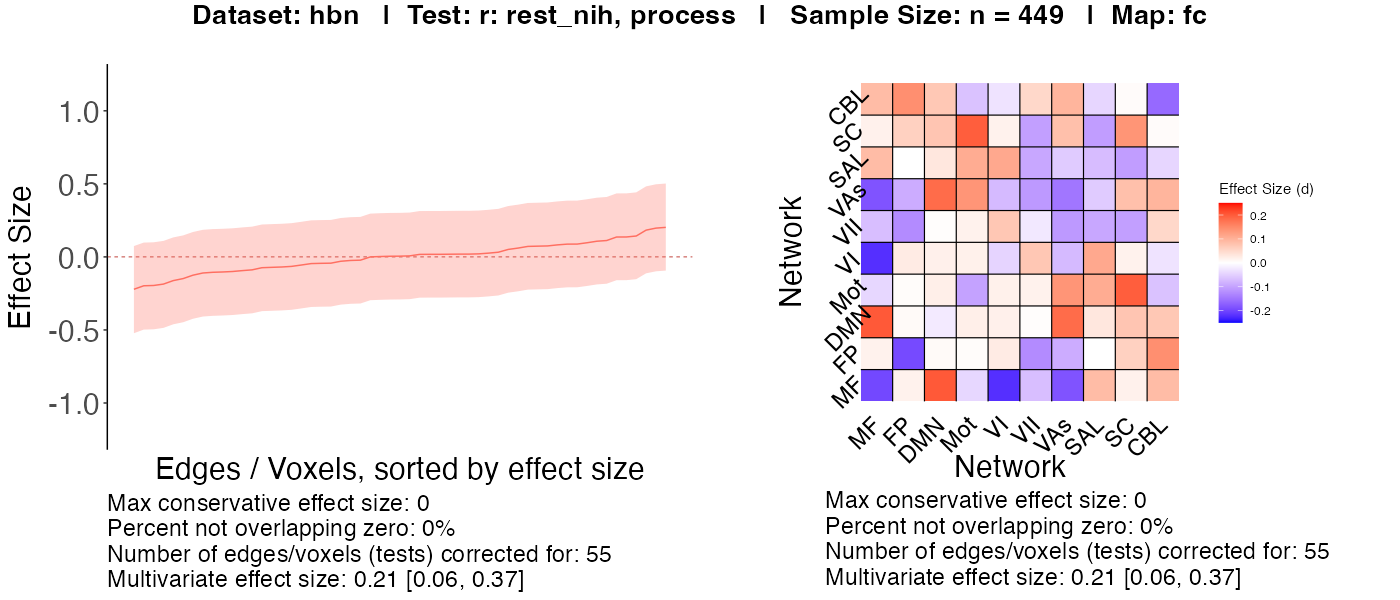 Dataset: hbn | Test: r: rest_nih, process | Sample Size: n = 449 | Map: fc
1.0
0.5
0.0
-0.5
-1.0
Effect Size
Edges / Voxels, sorted by effect size
Max conservative effect size: 0
Percent not overlapping zero: 0%
Number of edges/voxels (tests) corrected for: 55
Multivariate effect size: 0.21 [0.06, 0.37]
Network
CBL
SC
SAL
VAs
VII
VI
Mot
DMN
FP
MF
MF FP DMN Mot VI VII VAs SAL SC CBL
Network
Effect Size (d)
0.2
0.1
0.0
-0.1
-0.2
Max conservative effect size: 0
Percent not overlapping zero: 0%
Number of edges/voxels (tests) corrected for: 55
Multivariate effect size: 0.21 [0.06, 0.37]